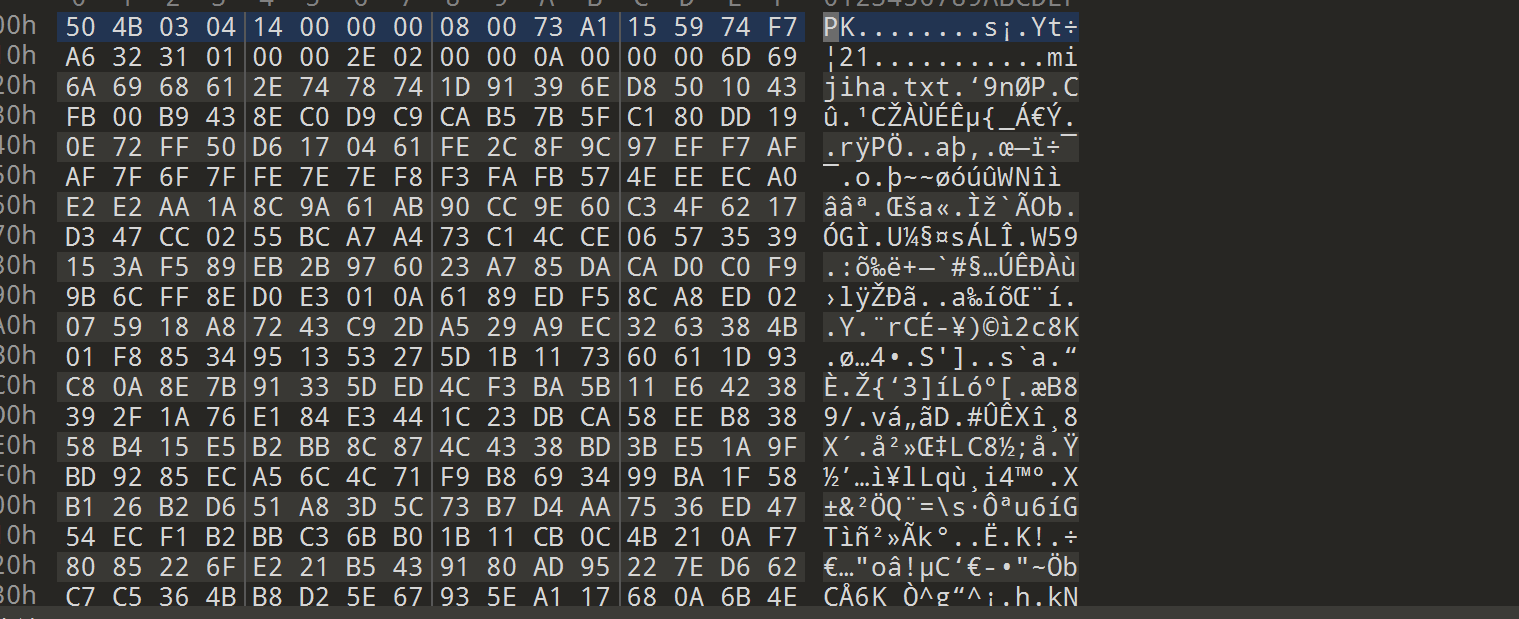 00h 50 4B 03 04 14 00 00 00 08 00 73 A1 15 59 74 F7 PK........s¡.Yt÷
10h A6 32 31 01 00 00 2E 02 00 00 0A 00 00 00 6D 69 ¦21...........mi
20h 6A 69 68 61 2E 74 78 74 1D 91 39 6E D8 50 10 43 jiha.txt.‘9nØP.C
30h FB 00 B9 43 8E C0 D9 C9 CA B5 7B 5F C1 80 DD 19 û.¹CŽÀÙÉÊµ{_Á€Ý.
40h 0E 72 FF 50 D6 17 04 61 FE 2C 8F 9C 97 EF F7 AF .rÿPÖ..aþ,.œ—ï÷¯
50h AF 7F 6F 7F FE 7E 7E F8 F3 FA FB 57 4E EE EC A0 ¯.o.þ~~øóúûWNîì
60h E2 E2 AA 1A 8C 9A 61 AB 90 CC 9E 60 C3 4F 62 17 ââª.Œša«.Ìž`ÃOb.
70h D3 47 CC 02 55 BC A7 A4 73 C1 4C CE 06 57 35 39 ÓGÌ.U¼§¤sÁLÎ.W59
80h 15 3A F5 89 EB 2B 97 60 23 A7 85 DA CA D0 C0 F9 .:õ‰ë+—`#§…ÚÊÐÀù
90h 9B 6C FF 8E D0 E3 01 0A 61 89 ED F5 8C A8 ED 02 ›lÿŽÐã..a‰íõŒ¨í.
A0h 07 59 18 A8 72 43 C9 2D A5 29 A9 EC 32 63 38 4B .Y.¨rCÉ-¥)©ì2c8K
B0h 01 F8 85 34 95 13 53 27 5D 1B 11 73 60 61 1D 93 .ø…4•.S']..s`a.“
C0h C8 0A 8E 7B 91 33 5D ED 4C F3 BA 5B 11 E6 42 38 È.Ž{‘3]íLóº[.æB8
D0h 39 2F 1A 76 E1 84 E3 44 1C 23 DB CA 58 EE B8 38 9/.vá„ãD.#ÛÊXî¸8
E0h 58 B4 15 E5 B2 BB 8C 87 4C 43 38 BD 3B E5 1A 9F X´.å²»Œ‡LC8½;å.Ÿ
F0h BD 92 85 EC A5 6C 4C 71 F9 B8 69 34 99 BA 1F 58 ½’…ì¥lLqù¸i4™º.X
00h B1 26 B2 D6 51 A8 3D 5C 73 B7 D4 AA 75 36 ED 47 ±&²ÖQ¨=\s·Ôªu6íG
10h 54 EC F1 B2 BB C3 6B B0 1B 11 CB 0C 4B 21 0A F7 Tìñ²»Ãk°..Ë.K!.÷
20h 80 85 22 6F E2 21 B5 43 91 80 AD 95 22 7E D6 62 €…"oâ!µC‘€-•"~Öb
30h C7 C5 36 4B B8 D2 5E 67 93 5E A1 17 68 0A 6B 4E ÇÅ6K¸Ò^g“^¡.h.kN